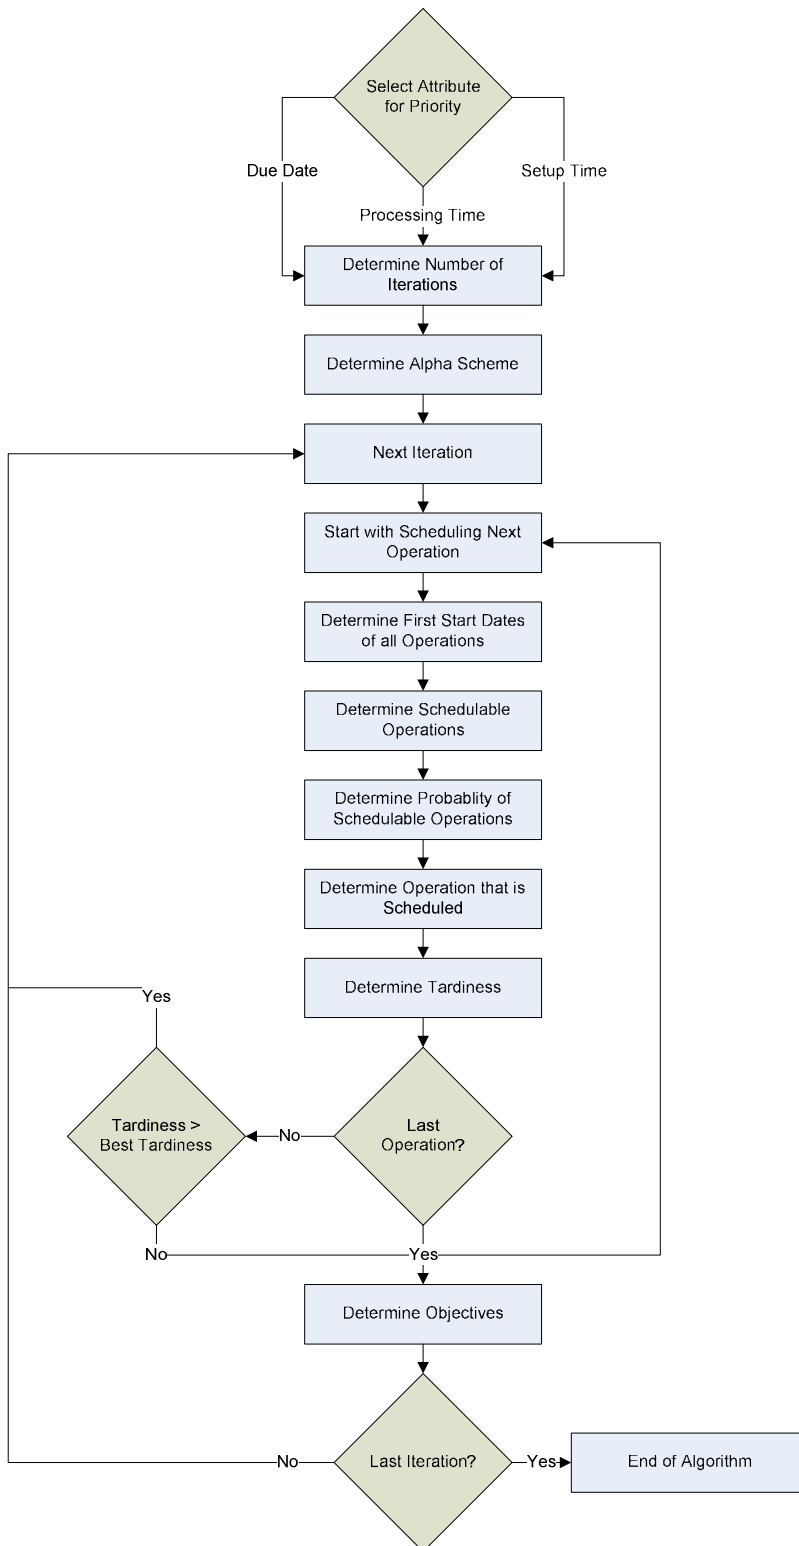 Select Attribute
for Priority
Due Date
Setup Time
Processing Time
Determine Number of
Iterations
Determine Alpha Scheme
Next Iteration
Start with Scheduling Next
Operation
Determine First Start Dates
of all Operations
Determine Schedulable
Operations
Determine Probablity of
Schedulable Operations
Determine Operation that is
Scheduled
Determine Tardiness
Yes
Tardiness >
Best Tardiness
No
Last
Operation?
No
Yes
Determine Objectives
No
Last Iteration?
Yes
End of Algorithm